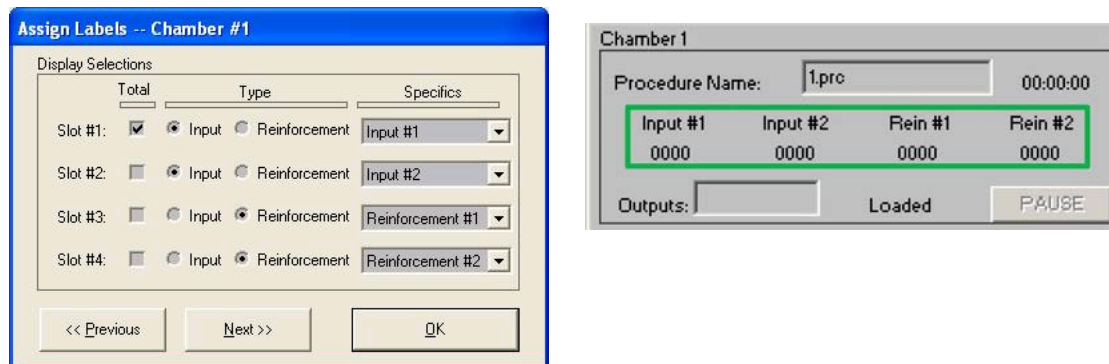 Assign Labels -- Chamber #1
Display Selections
Total Type Specifics
Slot #1: Input Reinforcement Input #1
Slot #2: Input Reinforcement Input #2
Slot #3: Input Reinforcement Reinforcement #1
Slot #4: Input Reinforcement Reinforcement #2
<< Previous Next >> OK
Chamber 1
Procedure Name: 1.prc 00:00:00
Input #1 Input #2 Rein #1 Rein #2
0000 0000 0000 0000
Outputs: Loaded PAUSE